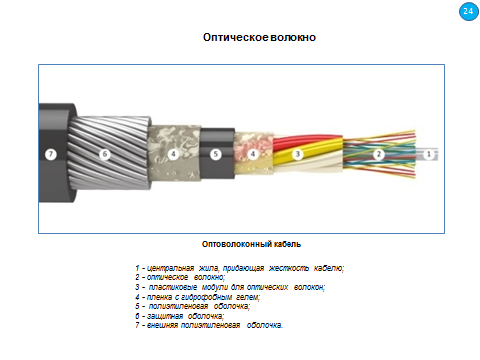 24
Оптическое волокно
7 6 4 5 4 3 2 1
Оптоволоконный кабель
1 - центральная жила, придающая жесткость кабелю;
2 - оптическое волокно;
3 - пластиковые модули для оптических волокон;
4 - пленка с гидрофобным гелем;
5 - полиэтиленовая оболочка;
6 - защитная оболочка;
7 - внешняя полиэтиленовая оболочка.